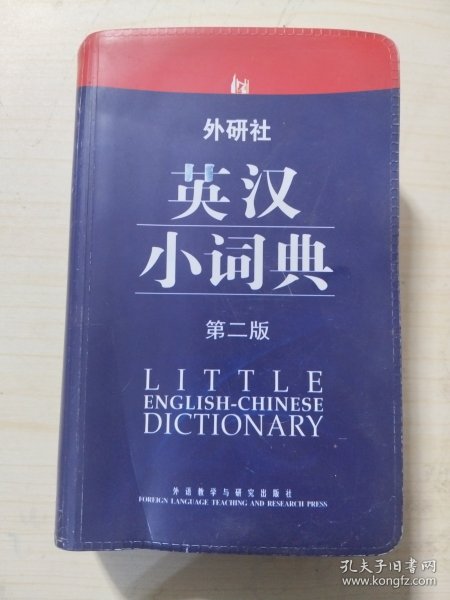 外研社
英汉
小词典
第二版
LITTLE
ENGLISH-CHINESE
DICTIONARY
外语教学与研究出版社
FOREIGN LANGUAGE TEACHING AND RESEARCH PRESS
孔夫子旧书网
www.kongfz.com